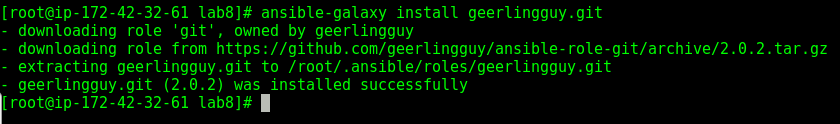 [root@ip-172-42-32-61 lab8]# ansible-galaxy install geerlingguy.git
- downloading role 'git', owned by geerlingguy
- downloading role from https://github.com/geerlingguy/ansible-role-git/archive/2.0.2.tar.gz
- extracting geerlingguy.git to /root/.ansible/roles/geerlingguy.git
- geerlingguy.git (2.0.2) was installed successfully
[root@ip-172-42-32-61 lab8]#